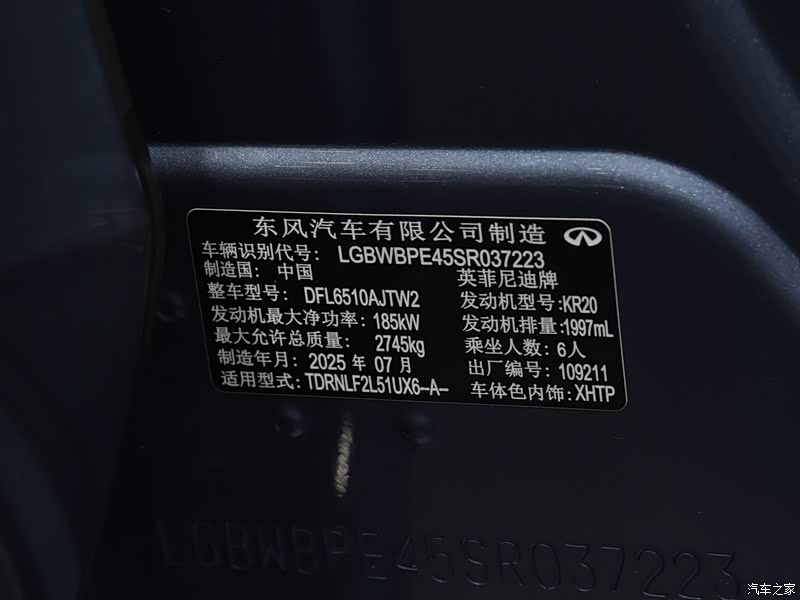 东风汽车有限公司制造
车辆识别代号: LGBWBPE45SR037223
制造国: 中国 英菲尼迪牌
整车型号: DFL6510AJTW2 发动机型号:KR20
发动机最大净功率: 185kW 发动机排量:1997mL
最大允许总质量: 2745kg 乘坐人数: 6人
制造年月: 2025 年 07 月 出厂编号: 109211
适用型式: TDRNLF2L51UX6--A-- 车体色内饰:XHTP
LGBWBPE45SR037223
汽车之家